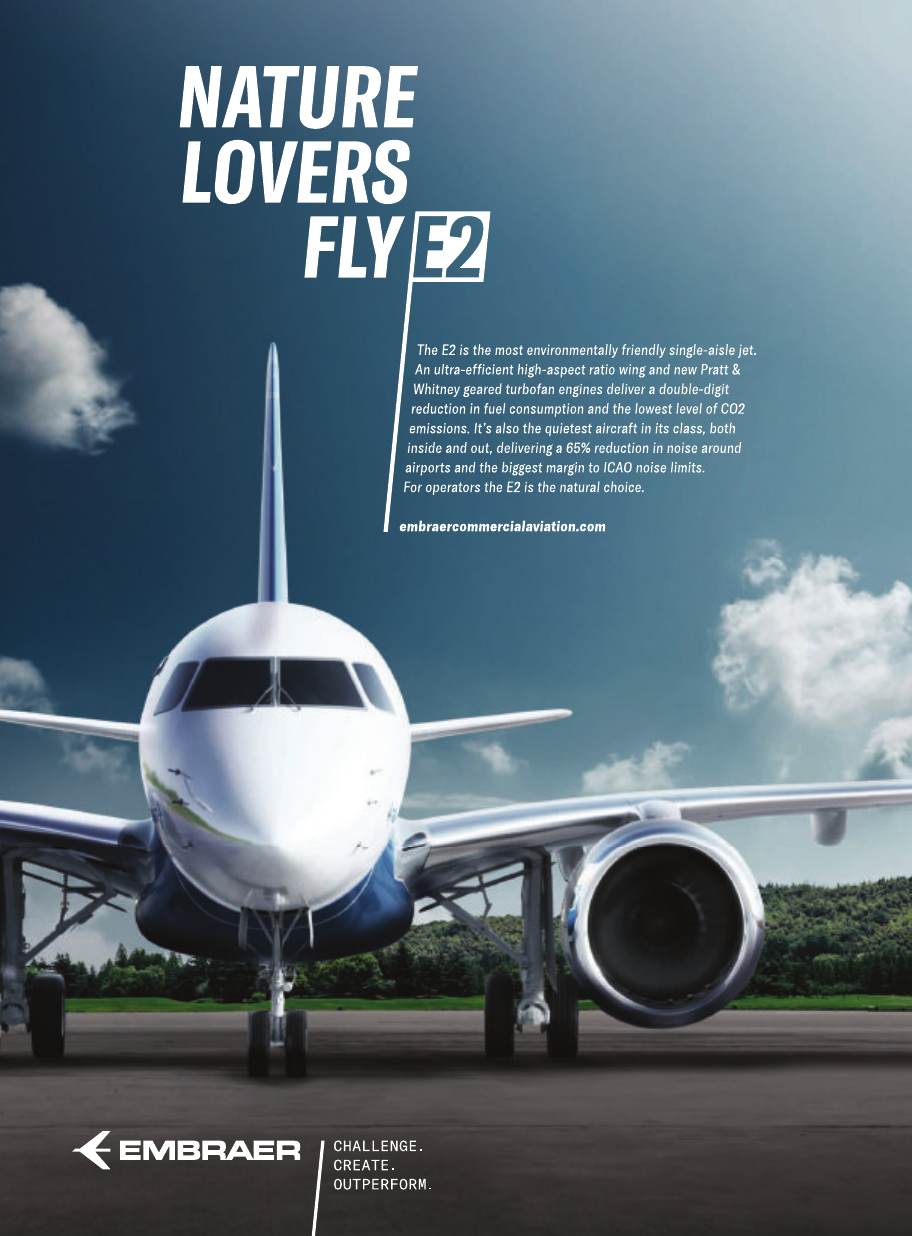 NATURE
LOVERS
FLY E2
The E2 is the most environmentally friendly single-aisle jet.
An ultra-efficient high-aspect ratio wing and new Pratt &
Whitney geared turbofan engines deliver a double-digit
reduction in fuel consumption and the lowest level of CO2
emissions. It's also the quietest aircraft in its class, both
inside and out, delivering a 65% reduction in noise around
airports and the biggest margin to ICAO noise limits.
For operators the E2 is the natural choice.
embraercommercialaviation.com
EMBRAER
CHALLENGE.
CREATE.
OUTPERFORM.